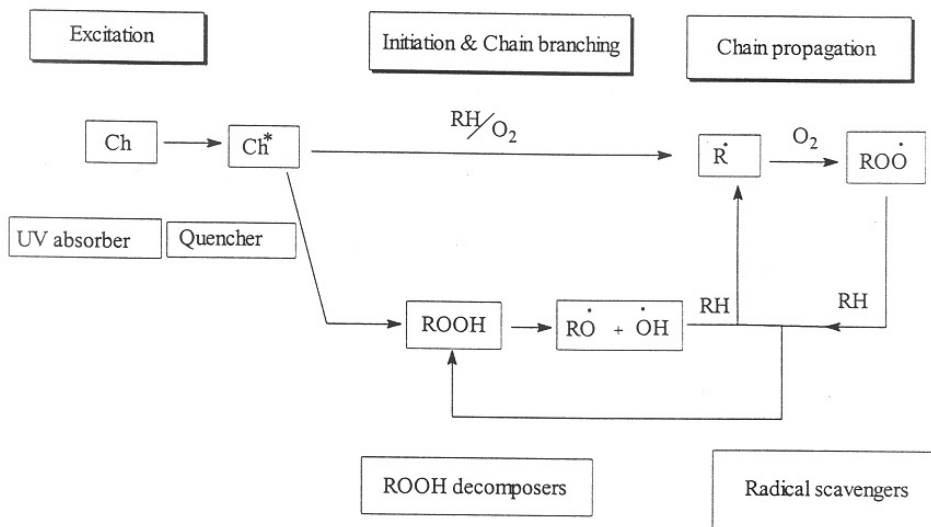 Excitation
Initiation & Chain branching
Chain propagation
Ch
Ch*
RH/O₂
Ṙ
O₂
ROȮ
UV absorber
Quencher
RH
RH
ROOH
RȮ + ȮH
ROOH decomposers
Radical scavengers